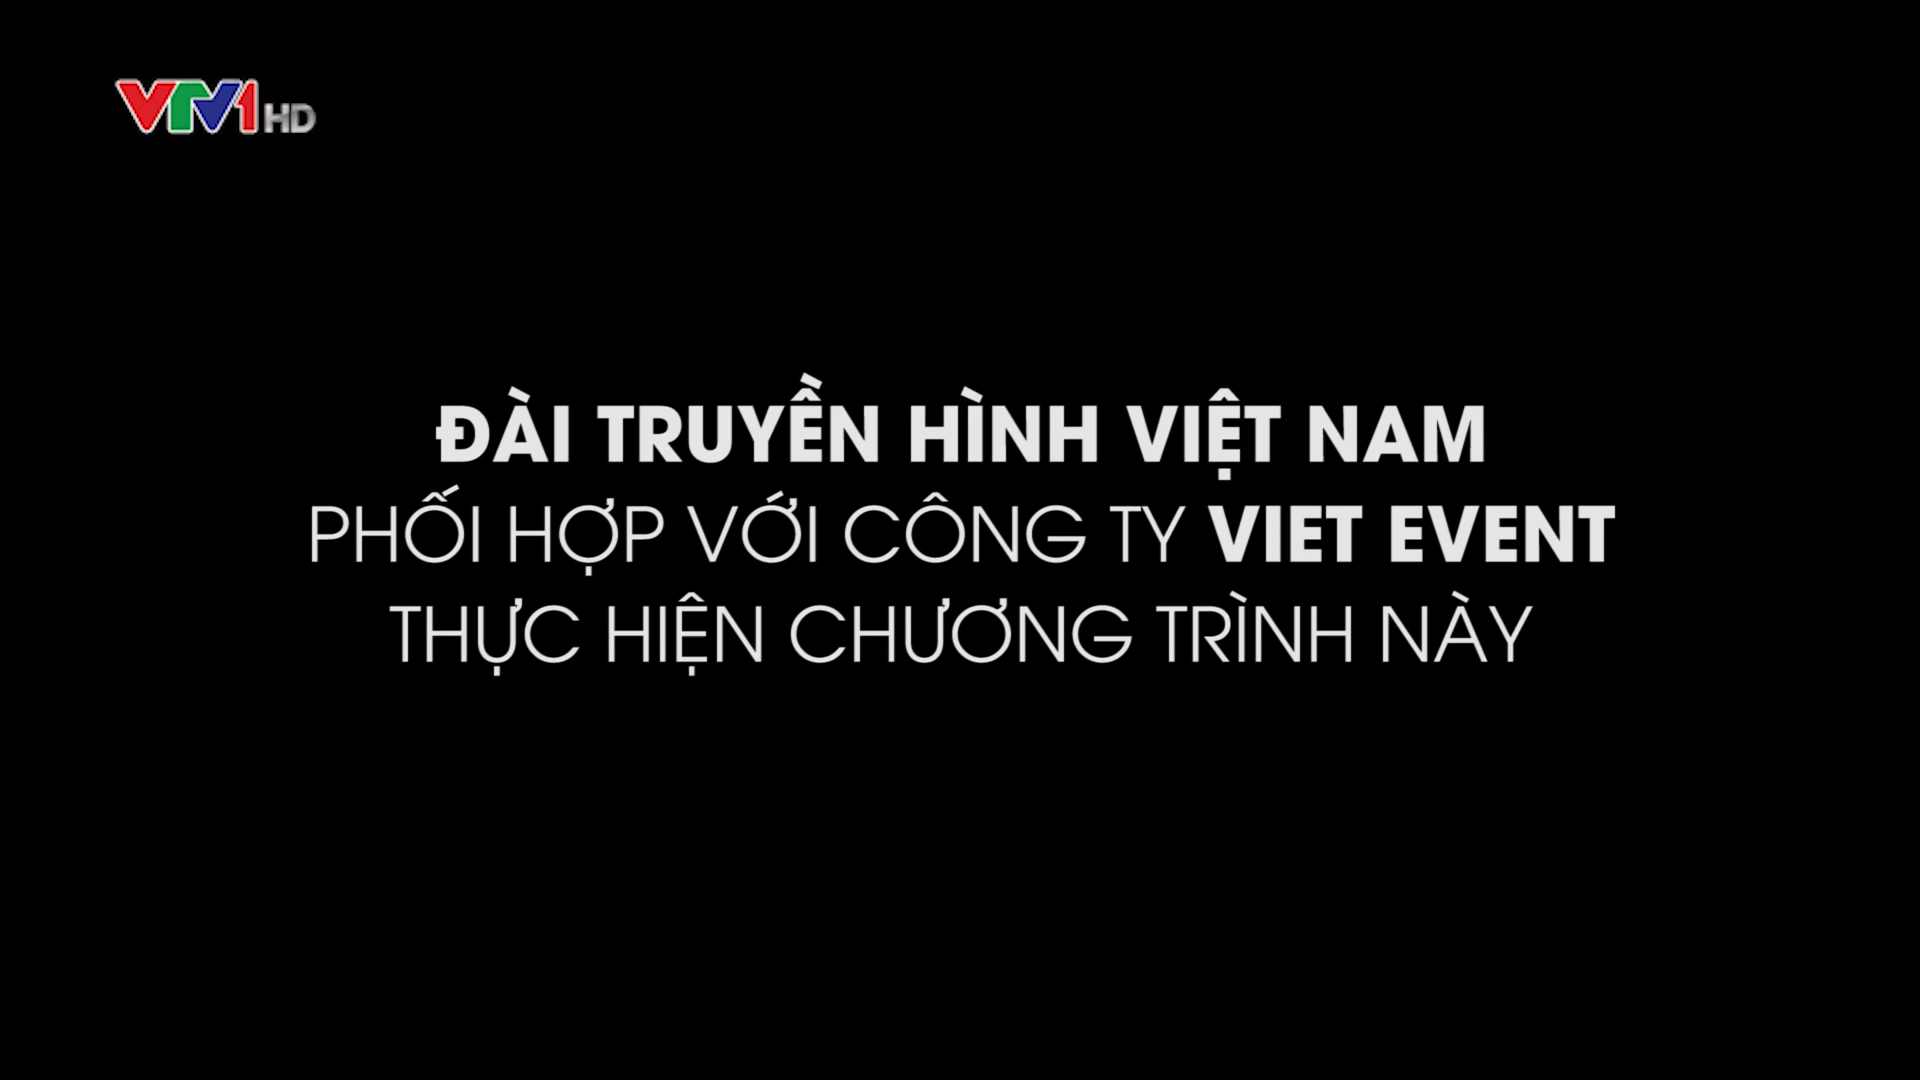 VTV1 HD
ĐÀI TRUYỀN HÌNH VIỆT NAM
PHỐI HỢP VỚI CÔNG TY VIET EVENT
THỰC HIỆN CHƯƠNG TRÌNH NÀY